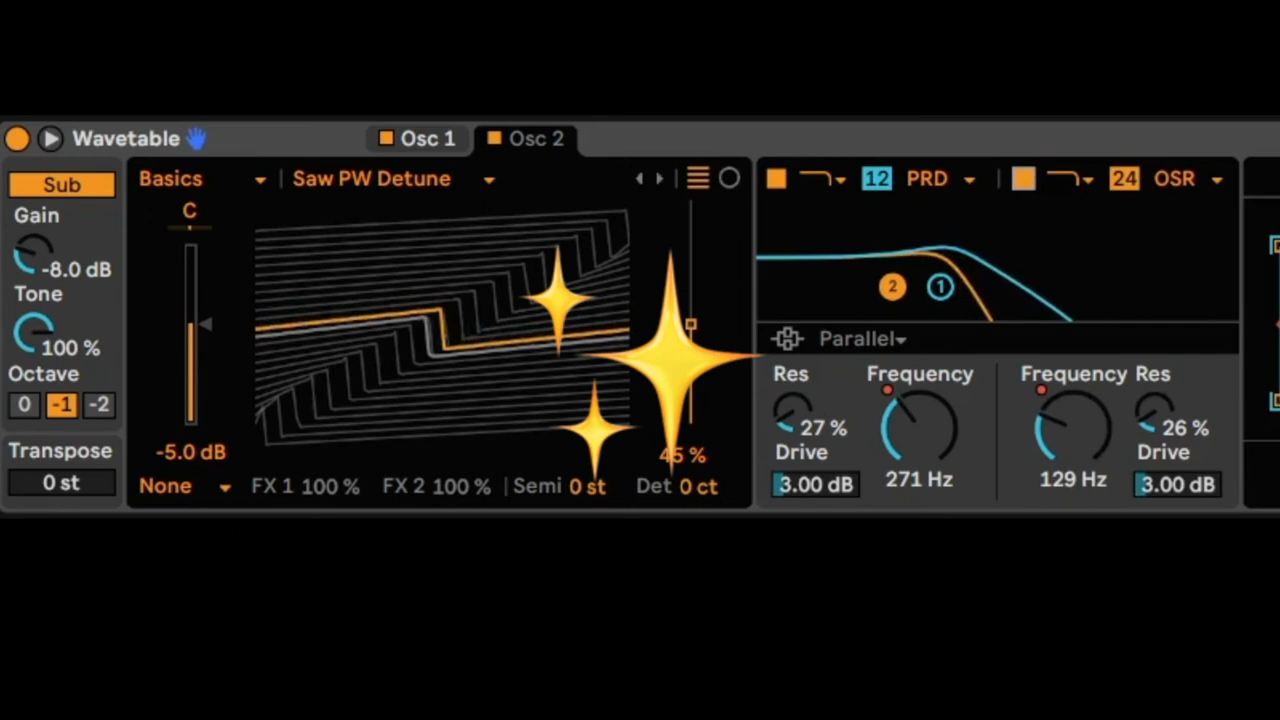 Wavetable
Osc 1
Osc 2
Sub
Gain
-8.0 dB
Tone
100 %
Octave
0 -1 -2
Transpose
0 st
Basics
Saw PW Detune
C
-5.0 dB
45 %
None FX 1 100 % FX 2 100 % Semi 0 st Det 0 ct
12 PRD 24 OSR
2 1
Parallel
Res Frequency Frequency Res
27 % 26 %
Drive Drive
271 Hz 129 Hz
3.00 dB 3.00 dB